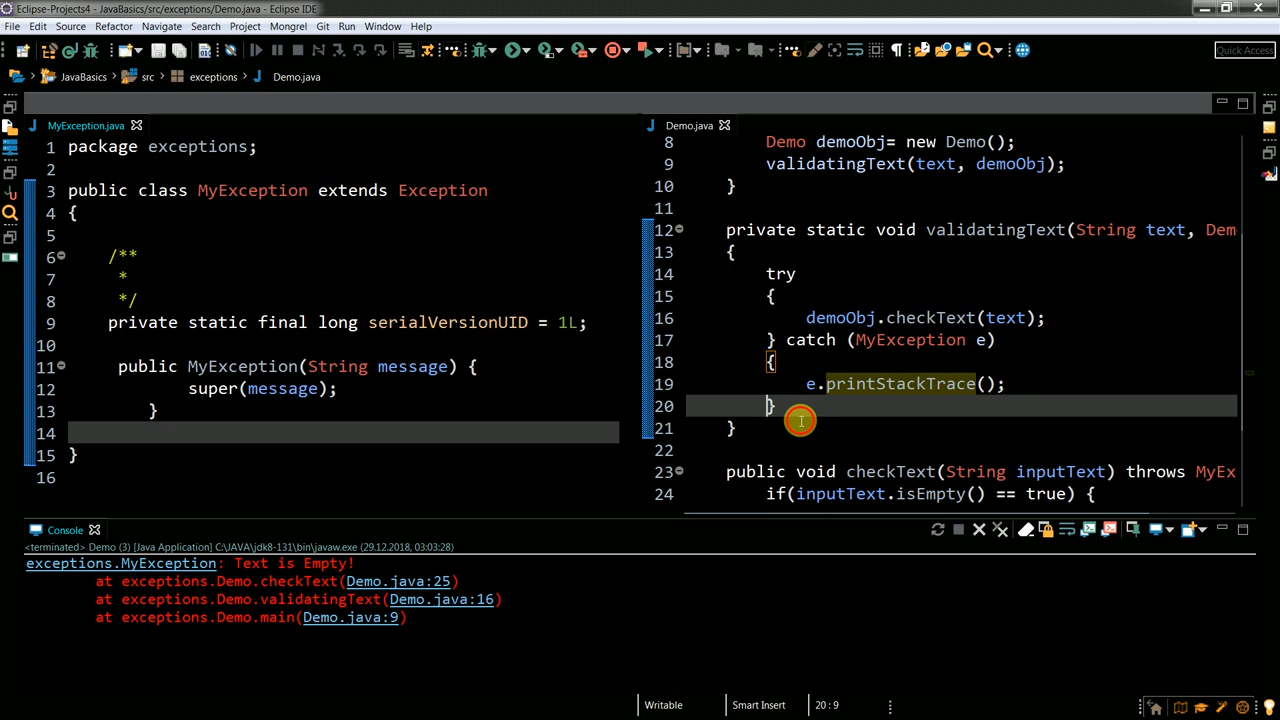 Eclipse-Projects4 - JavaBasics/src/exceptions/Demo.java - Eclipse IDE
File Edit Source Refactor Navigate Search Project Mongrel Git Run Window Help
Quick Access
JavaBasics src exceptions Demo.java
MyException.java
1 package exceptions;
2
3 public class MyException extends Exception
4 {
5
6 /**
7 *
8 */
9 private static final long serialVersionUID = 1L;
10
11 public MyException(String message) {
12 super(message);
13 }
14
15 }
16
Demo.java
8 Demo demoObj= new Demo();
9 validatingText(text, demoObj);
10 }
11
12 private static void validatingText(String text, Dem
13 {
14 try
15 {
16 demoObj.checkText(text);
17 } catch (MyException e)
18 {
19 e.printStackTrace();
20 }
21 }
22
23 public void checkText(String inputText) throws MyEx
24 if(inputText.isEmpty() == true) {
Console
<terminated> Demo (3) [Java Application] C:\JAVA\jdk8-131\bin\javaw.exe (29.12.2018, 03:03:28)
exceptions.MyException: Text is Empty!
at exceptions.Demo.checkText(Demo.java:25)
at exceptions.Demo.validatingText(Demo.java:16)
at exceptions.Demo.main(Demo.java:9)
Writable Smart Insert 20 : 9